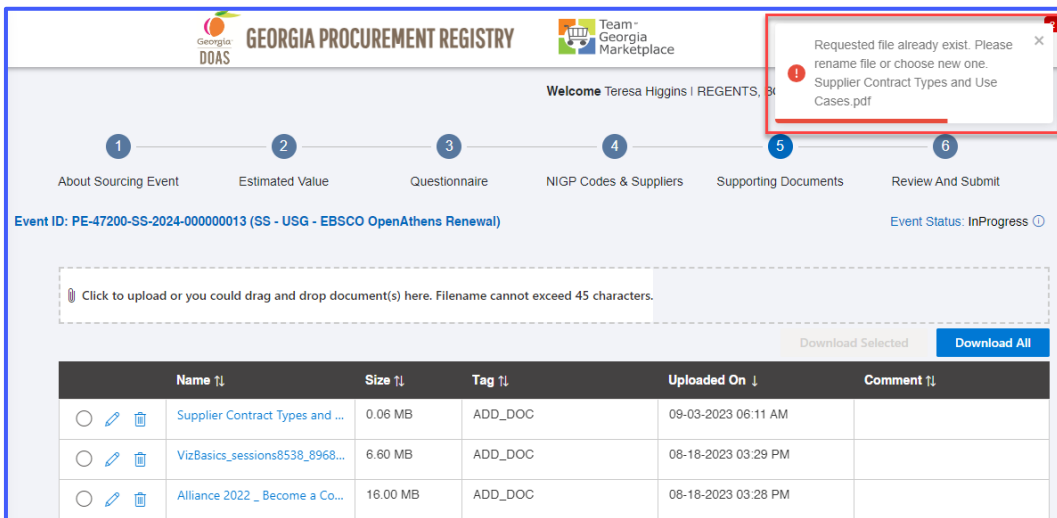 Georgia
DOAS
GEORGIA PROCUREMENT REGISTRY
Team-
Georgia
Marketplace
2
Requested file already exist. Please
rename file or choose new one.
Supplier Contract Types and Use
Cases.pdf
Welcome Teresa Higgins | REGENTS,
1 2 3 4 5 6
About Sourcing Event Estimated Value Questionnaire NIGP Codes & Suppliers Supporting Documents Review And Submit
Event ID: PE-47200-SS-2024-000000013 (SS - USG - EBSCO OpenAthens Renewal) Event Status: InProgress
Click to upload or you could drag and drop document(s) here. Filename cannot exceed 45 characters.
Download Selected Download All
Name Size Tag Uploaded On Comment
Supplier Contract Types and ... 0.06 MB ADD_DOC 09-03-2023 06:11 AM
VizBasics_sessions8538_8968... 6.60 MB ADD_DOC 08-18-2023 03:29 PM
Alliance 2022 _ Become a Co... 16.00 MB ADD_DOC 08-18-2023 03:28 PM